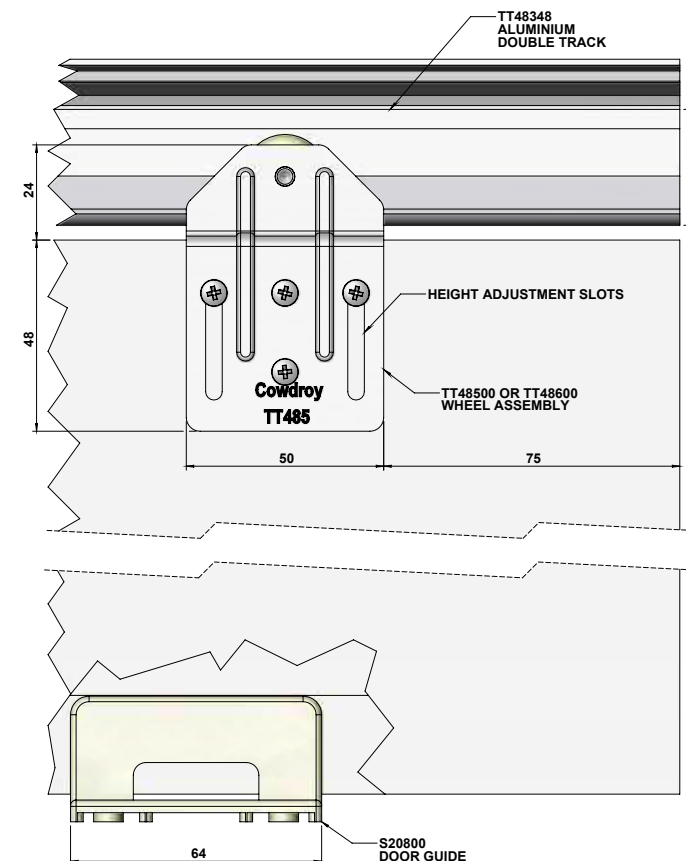 TT48348
ALUMINIUM
DOUBLE TRACK
24
48
HEIGHT ADJUSTMENT SLOTS
TT48500 OR TT48600
WHEEL ASSEMBLY
Cowdroy
TT485
50
75
S20800
DOOR GUIDE
64